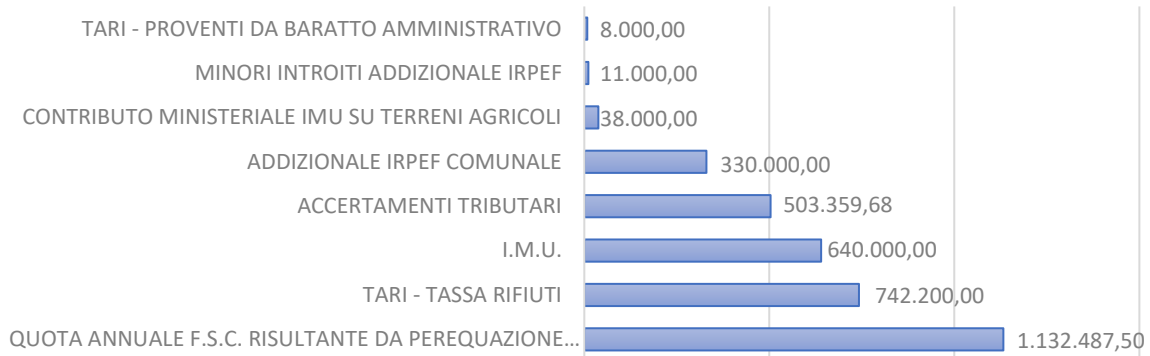 TARI - PROVENTI DA BARATTO AMMINISTRATIVO 8.000,00
MINORI INTROITI ADDIZIONALE IRPEF 11.000,00
CONTRIBUTO MINISTERIALE IMU SU TERRENI AGRICOLI 38.000,00
ADDIZIONALE IRPEF COMUNALE 330.000,00
ACCERTAMENTI TRIBUTARI 503.359,68
I.M.U. 640.000,00
TARI - TASSA RIFIUTI 742.200,00
QUOTA ANNUALE F.S.C. RISULTANTE DA PEREQUAZIONE... 1.132.487,50